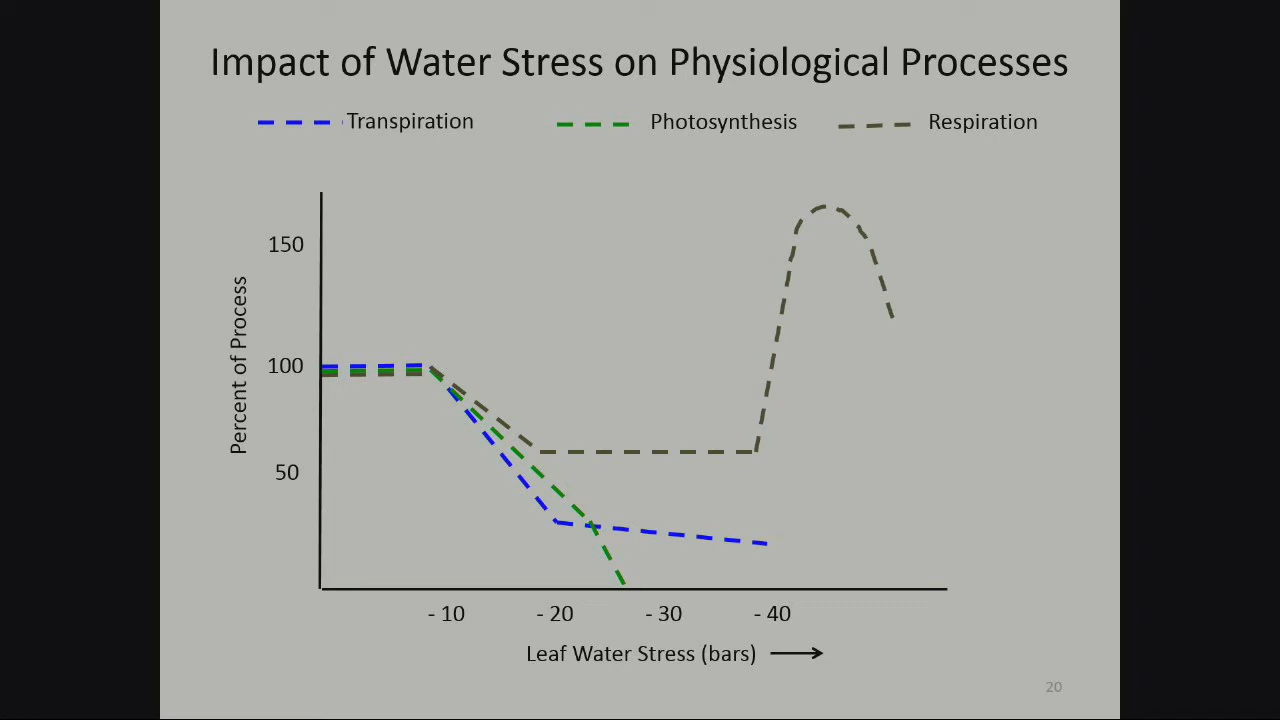 Impact of Water Stress on Physiological Processes
Transpiration Photosynthesis Respiration
150
100
50
Percent of Process
- 10 - 20 - 30 - 40
Leaf Water Stress (bars)
20